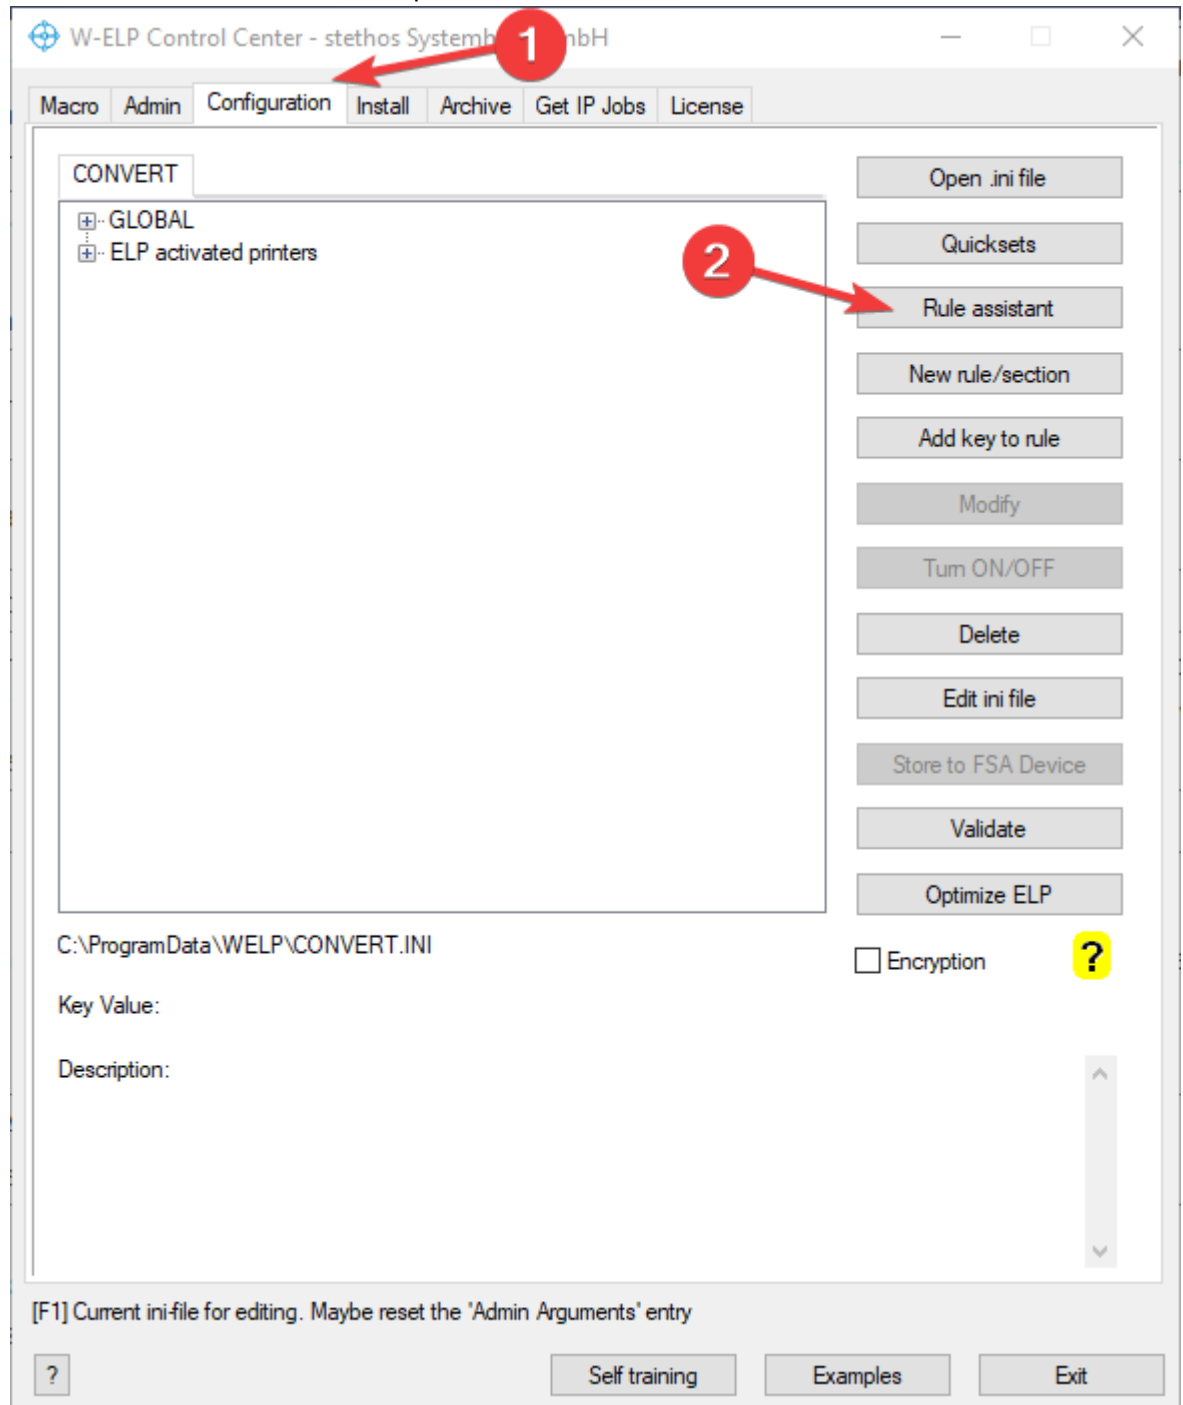 W-ELP Control Center - stethos Systemb mbH
1
Macro Admin Configuration Install Archive Get IP Jobs License
CONVERT
GLOBAL
ELP activated printers
2
Open .ini file
Quicksets
Rule assistant
New rule/section
Add key to rule
Modify
Turn ON/OFF
Delete
Edit ini file
Store to FSA Device
Validate
Optimize ELP
C:\ProgramData\WELP\CONVERT.INI
Encryption ?
Key Value:
Description:
[F1] Current ini-file for editing. Maybe reset the 'Admin Arguments' entry
? Self training Examples Exit